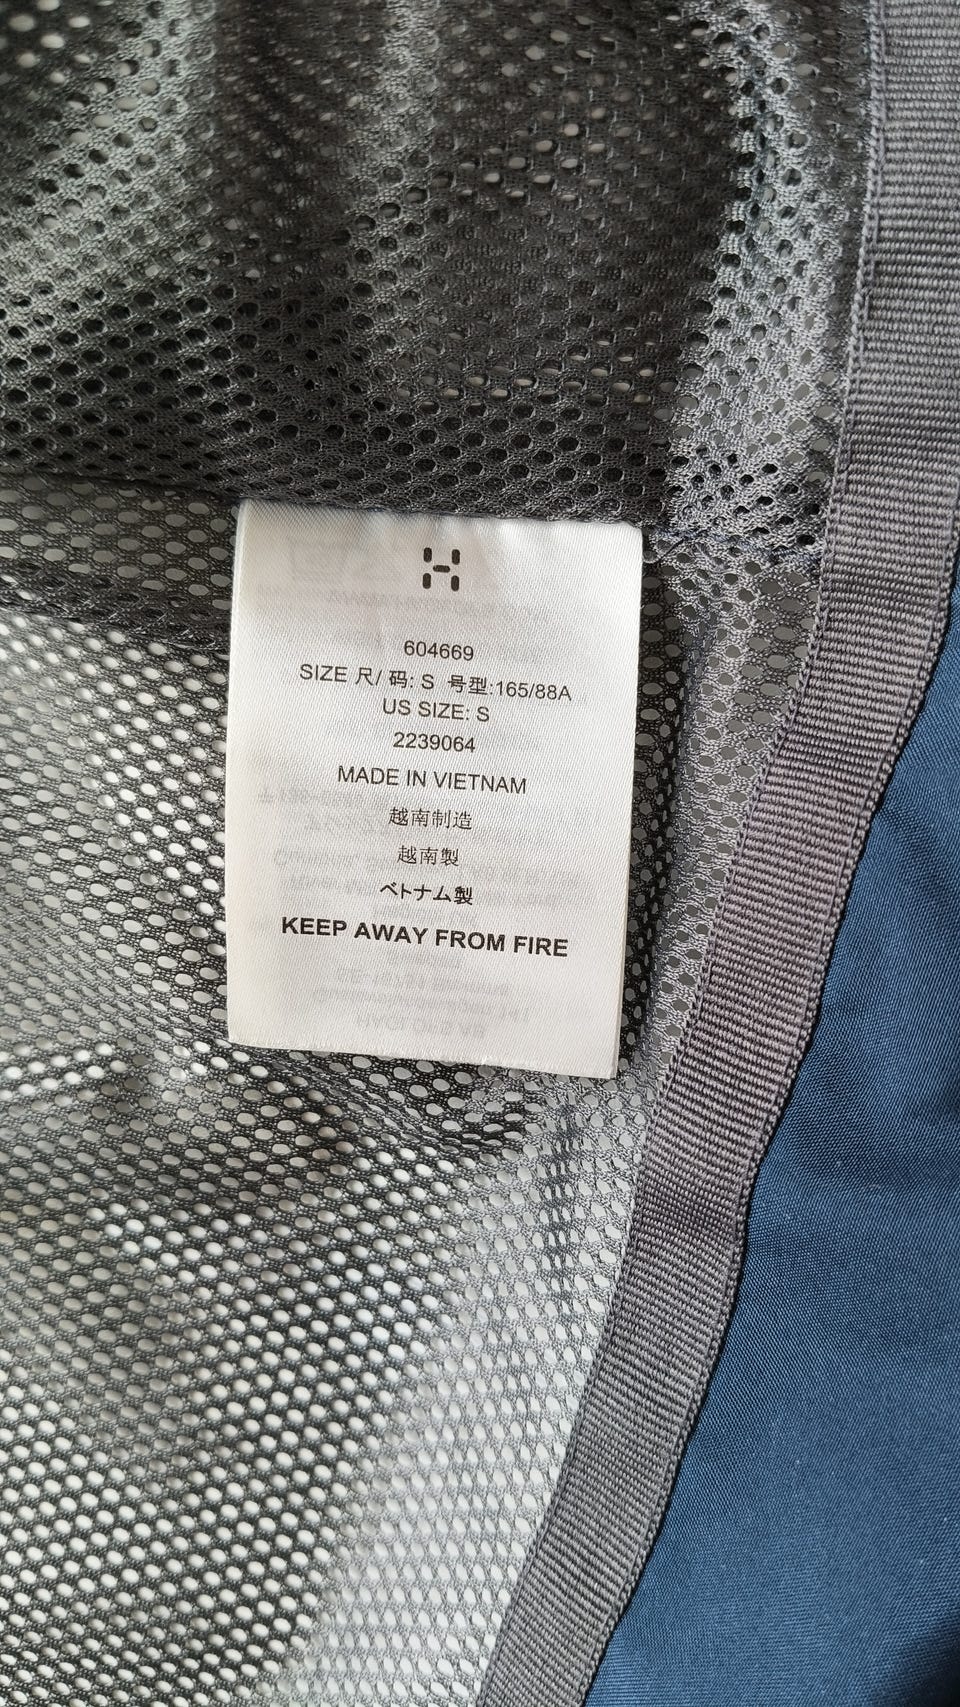 604669
SIZE 尺/ 码: S 号型:165/88A
US SIZE: S
2239064
MADE IN VIETNAM
越南制造
越南製
ベトナム製
KEEP AWAY FROM FIRE